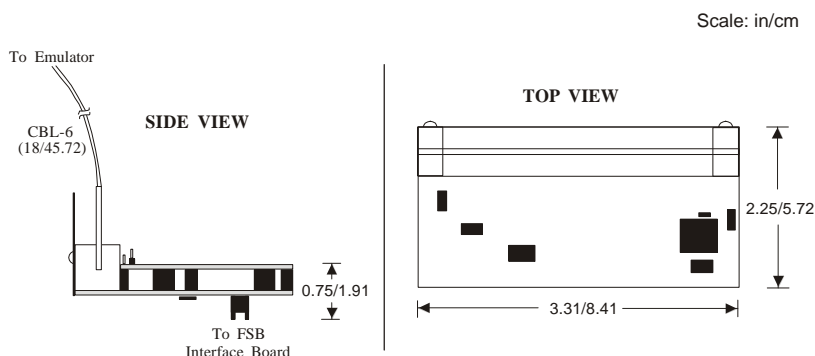 Scale: in/cm
To Emulator
CBL-6
(18/45.72)
SIDE VIEW
0.75/1.91
To FSB
Interface Board
TOP VIEW
2.25/5.72
3.31/8.41